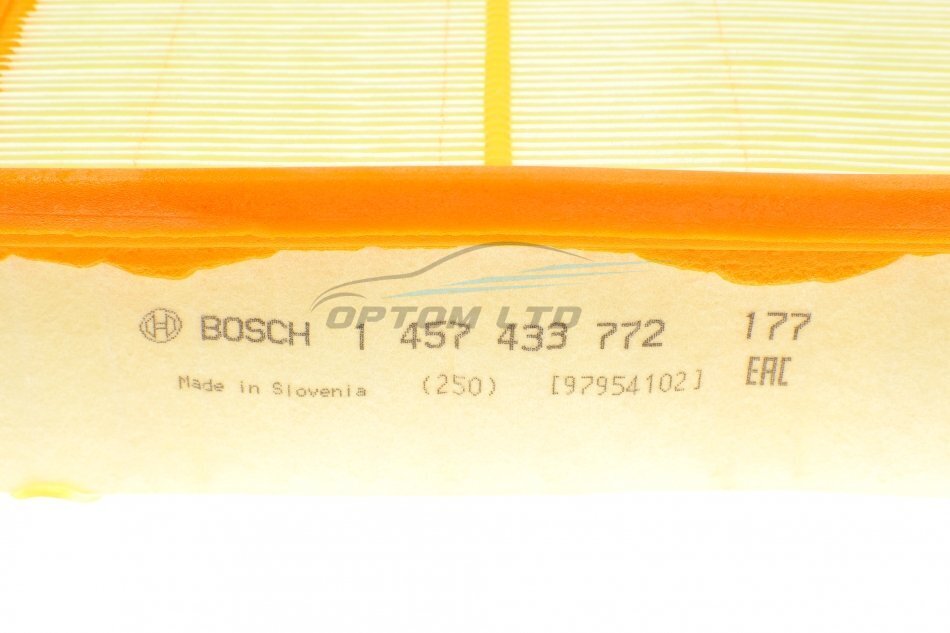 BOSCH 1 457 433 772 177
OPTOM LTD
Made in Slovenia (250) [97954102] EAC